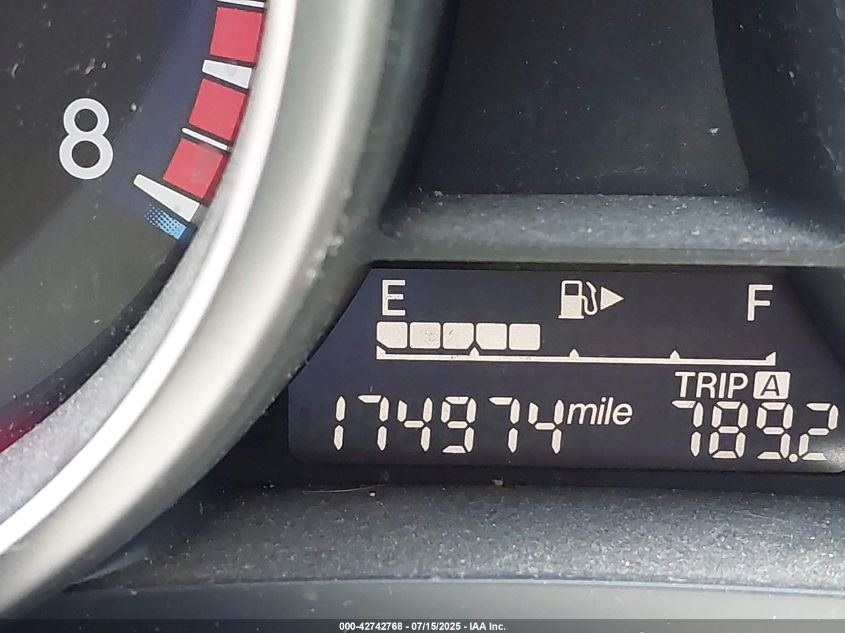 8
E F
TRIP A
174974 mile 789.2
000-42742768 - 07/15/2025 - IAA Inc.